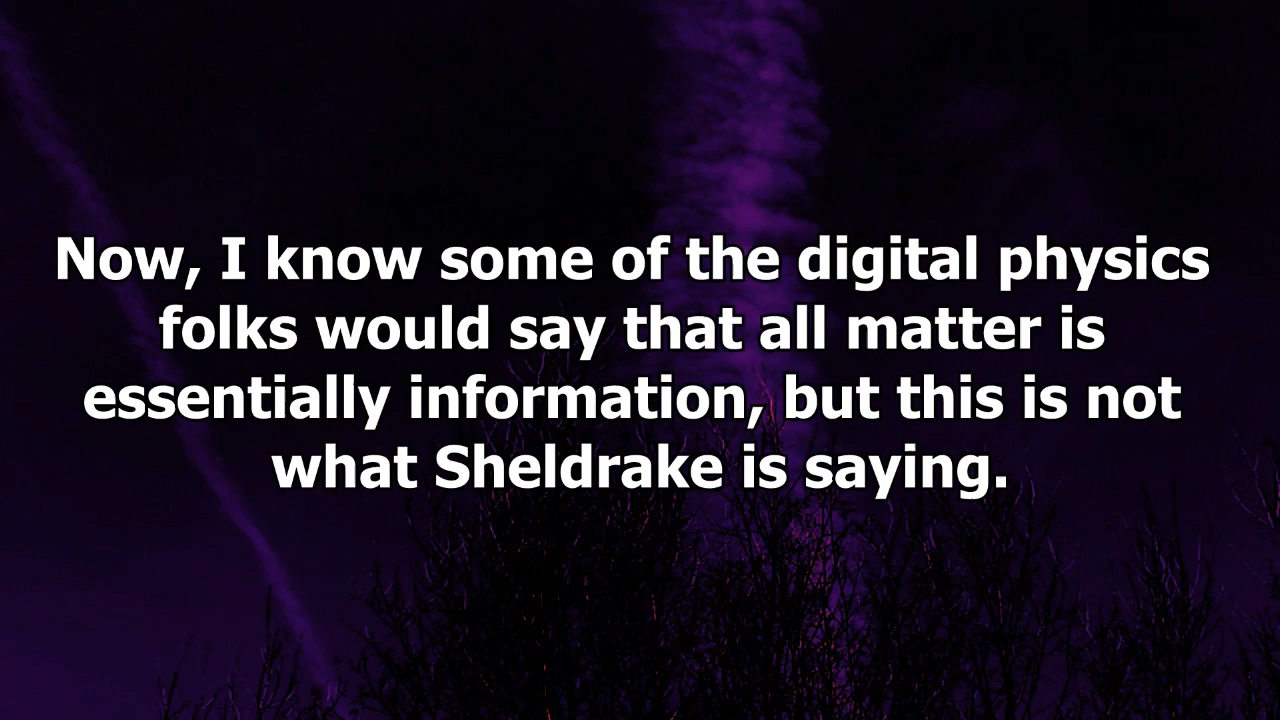 Now, I know some of the digital physics
folks would say that all matter is
essentially information, but this is not
what Sheldrake is saying.